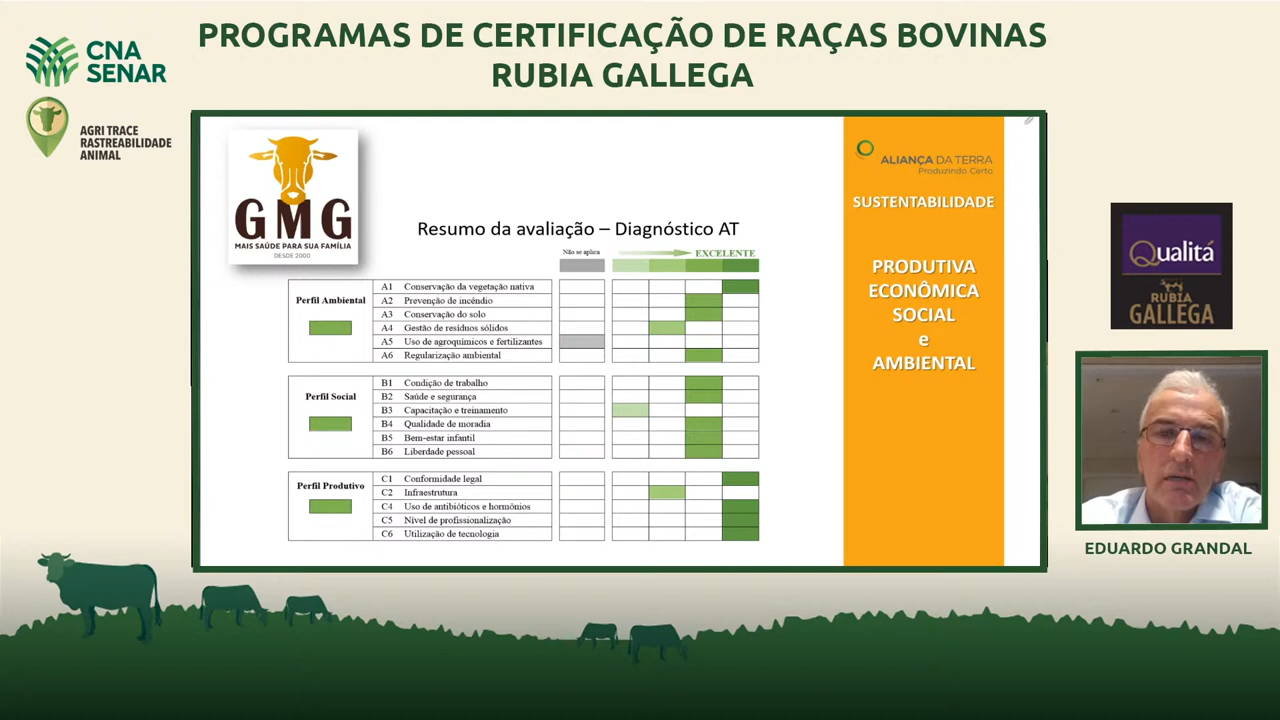 PROGRAMAS DE CERTIFICAÇÃO DE RAÇAS BOVINAS
RUBIA GALLEGA
CNA
SENAR
AGRI TRACE
RASTREABILIDADE
ANIMAL
GMG
MAIS SAÚDE PARA SUA FAMÍLIA
DESDE 2000
Resumo da avaliação – Diagnóstico AT
Não se aplica
EXCELENTE
Perfil Ambiental
A1 Conservação da vegetação nativa
A2 Prevenção de incêndio
A3 Conservação do solo
A4 Gestão de resíduos sólidos
A5 Uso de agroquímicos e fertilizantes
A6 Regularização ambiental
Perfil Social
B1 Condição de trabalho
B2 Saúde e segurança
B3 Capacitação e treinamento
B4 Qualidade de moradia
B5 Bem-estar infantil
B6 Liberdade pessoal
Perfil Produtivo
C1 Conformidade legal
C2 Infraestrutura
C4 Uso de antibióticos e hormônios
C5 Nível de profissionalização
C6 Utilização de tecnologia
ALIANÇA DA TERRA
Produzindo Certo
SUSTENTABILIDADE
PRODUTIVA
ECONÔMICA
SOCIAL
e
AMBIENTAL
Qualitá
RUBIA
GALLEGA
EDUARDO GRANDAL